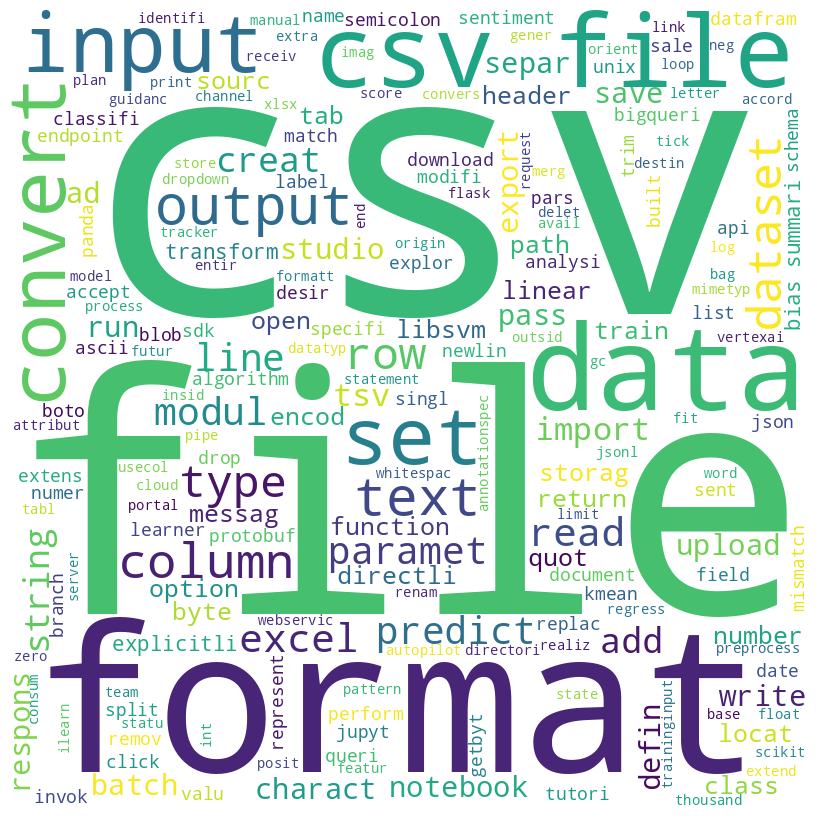 identifi
manual
name
semicolon
sentiment
link
datafram
input
csv
file
extra
gener
orient
sale
neg
plan
print
receiv
imag
separ
unix
loop
guidanc
channel
sourc
xlsx
score
convers
header
save
letter
accord
classifi
tab
bigqueri
endpoint
match
export
request
trim
tick
schema
convert
csv
store
creat
download
merg
destin
ad
dropdown
label
modifi
flask
pars
delet
built
dataset
panda
output
end
avail
api
tracker
origin
path
log
transform
studio
explor
analysi
summari
model
entir
formatt
desir
linear
list
bag
bias
accept
process
blob
sdk
open
specifi
libsvm
pass
train
mimetyp
run
ascii
futur
line
datatyp
row
newlin
outsid
vertexai
algorithm
statement
gc
data
boto
insid
modul
encod
tsv
singl
fit
json
attribut
pipe
set
import
jsonl
file
usecol
drop
whitespac
annotationspec
word
extens
cloud
type
storag
sent
numer
portal
text
return
limit
tabl
messag
learner
function
read
mismatch
protobuf
column
paramet
quot
upload
string
branch
server
option
directli
document
field
renam
kmean
regress
byte
webservic
predict
replac
number
explicitli
excel
add
preprocess
zero
autopilot
directori
realiz
date
format
respons
consum
team
represent
pattern
state
write
split
statu
ilearn
int
perform
defin
traininginput
base
float
remov
jupyt
getbyt
locat
scikit
click
posit
queri
featur
extend
batch
class
invok
valu
charact
notebook
tutori
thousand